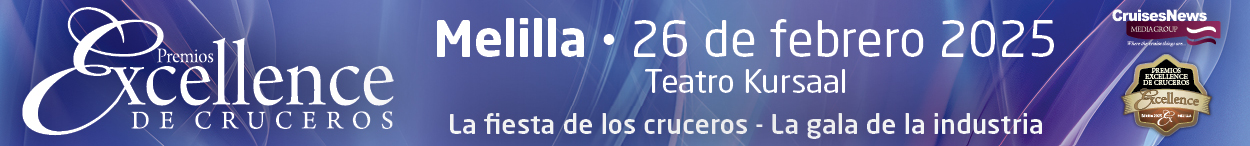 Premios
Excellence
DE CRUCEROS
Melilla • 26 de febrero 2025
Teatro Kursaal
La fiesta de los cruceros - La gala de la industria
CruisesNews
MEDIAGROUP
PREMIOS
EXCELLENCE
DE CRUCEROS
Excellence
MELILLA